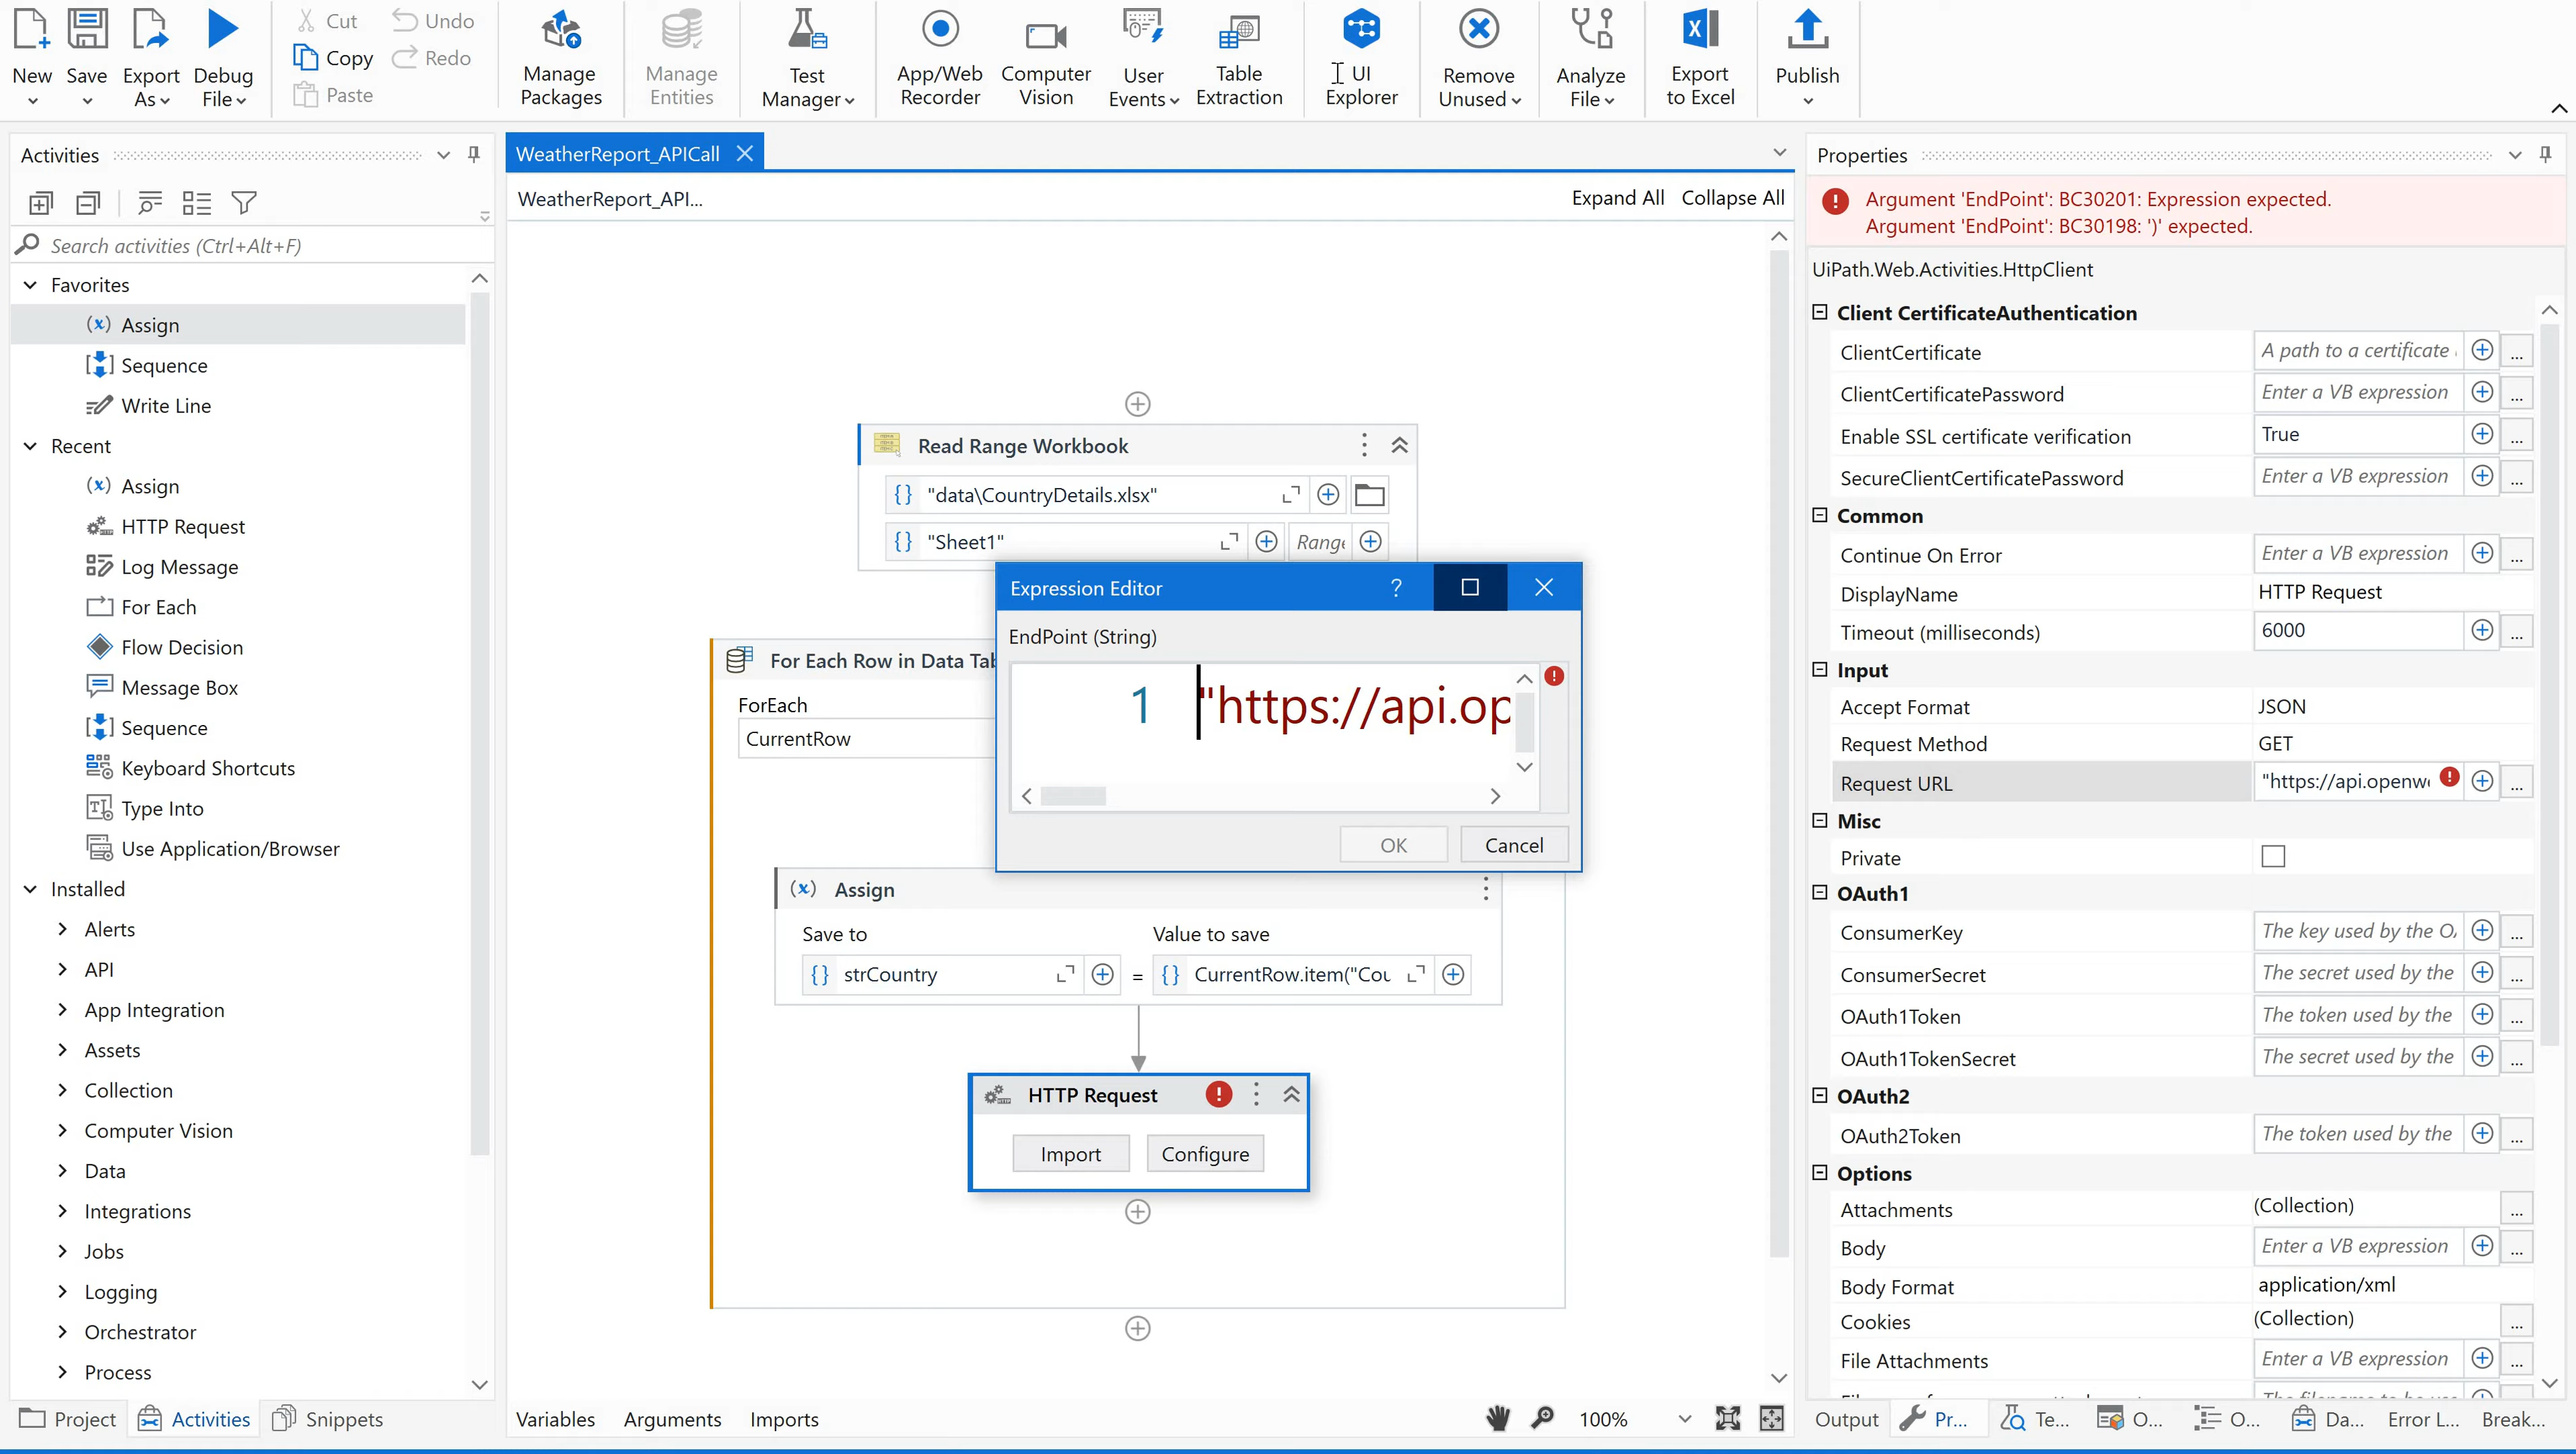 New
Save
Export As
Debug File
Cut
Copy
Paste
Undo
Redo
Manage Packages
Manage Entities
Test Manager
App/Web Recorder
Computer Vision
User Events
Table Extraction
UI Explorer
Remove Unused
Analyze File
Export to Excel
Publish
Activities
Search activities (Ctrl+Alt+F)
Favorites
Assign
Sequence
Write Line
Recent
Assign
HTTP Request
Log Message
For Each
Flow Decision
Message Box
Sequence
Keyboard Shortcuts
Type Into
Use Application/Browser
Installed
Alerts
API
App Integration
Assets
Collection
Computer Vision
Data
Integrations
Jobs
Logging
Orchestrator
Process
Project
Activities
Snippets
WeatherReport_APICall
WeatherReport_API...
Expand All
Collapse All
Read Range Workbook
"data\CountryDetails.xlsx"
"Sheet1"
Range
For Each Row in Data Tab
ForEach
CurrentRow
Expression Editor
?
EndPoint (String)
1
"https://api.op
OK
Cancel
Assign
Save to
Value to save
strCountry
=
CurrentRow.item("Cou
HTTP Request
Import
Configure
Variables
Arguments
Imports
100%
Properties
Argument 'EndPoint': BC30201: Expression expected.
Argument 'EndPoint': BC30198: ')' expected.
UiPath.Web.Activities.HttpClient
Client CertificateAuthentication
ClientCertificate
A path to a certificate
...
ClientCertificatePassword
Enter a VB expression
...
Enable SSL certificate verification
True
...
SecureClientCertificatePassword
Enter a VB expression
...
Common
Continue On Error
Enter a VB expression
...
DisplayName
HTTP Request
Timeout (milliseconds)
6000
...
Input
Accept Format
JSON
Request Method
GET
Request URL
"https://api.openwe
...
Misc
Private
OAuth1
ConsumerKey
The key used by the OA
...
ConsumerSecret
The secret used by the
...
OAuth1Token
The token used by the
...
OAuth1TokenSecret
The secret used by the
...
OAuth2
OAuth2Token
The token used by the
...
Options
Attachments
(Collection)
...
Body
Enter a VB expression
...
Body Format
application/xml
Cookies
(Collection)
...
File Attachments
Enter a VB expression
...
Output
Pr...
Te...
O...
O...
Da...
Error L...
Break...